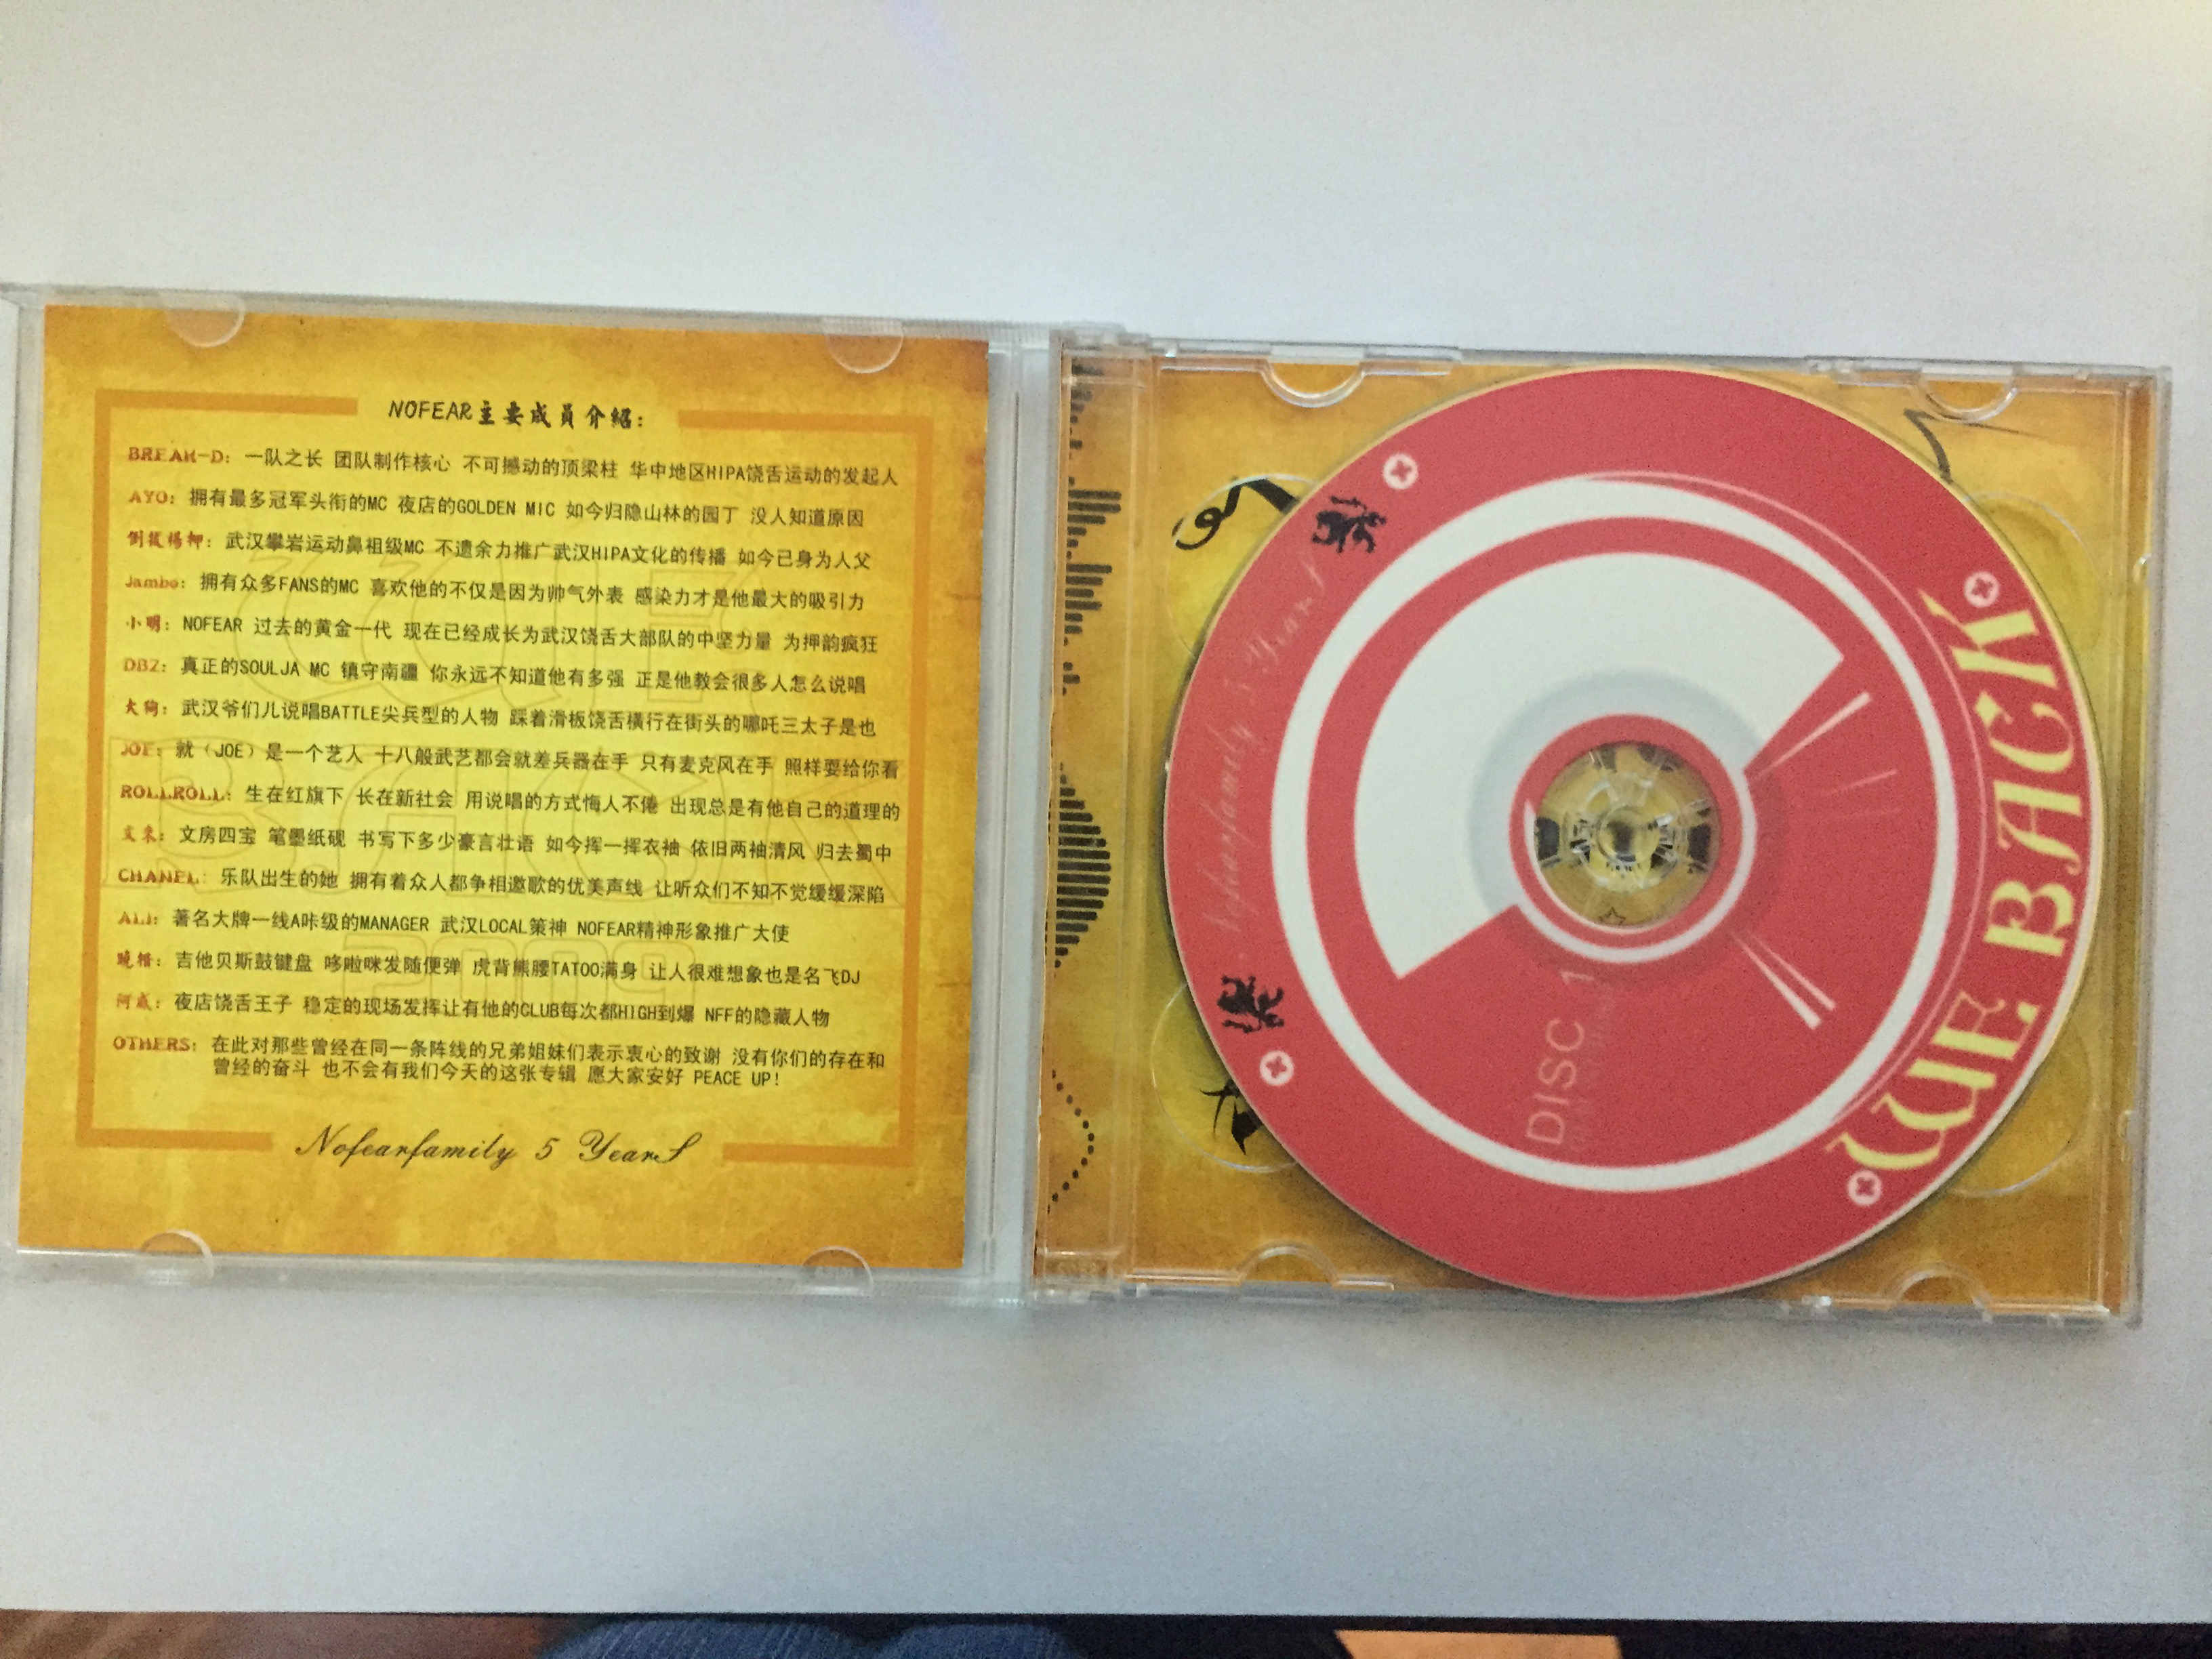 NOFEAR主要成員介紹：
BREAK-D：一队之长 团队制作核心 不可撼动的顶梁柱 华中地区HIPA饶舌运动的发起人
AYO：拥有最多冠军头衔的MC 夜店的GOLDEN MIC 如今归隐山林的园丁 没人知道原因
倒拔楊柳：武汉攀岩运动鼻祖级MC 不遗余力推广武汉HIPA文化的传播 如今已身为人父
Jambo：拥有众多FANS的MC 喜欢他的不仅是因为帅气外表 感染力才是他最大的吸引力
小明：NOFEAR 过去的黄金一代 现在已经成长为武汉饶舌大部队的中坚力量 为押韵疯狂
DBZ：真正的SOULJA MC 镇守南疆 你永远不知道他有多强 正是他教会很多人怎么说唱
大狗：武汉爷们儿说唱BATTLE尖兵型的人物 踩着滑板饶舌横行在街头的哪吒三太子是也
JOE：就（JOE）是一个艺人 十八般武艺都会就差兵器在手 只有麦克风在手 照样耍给你看
ROLLROLL：生在红旗下 长在新社会 用说唱的方式悔人不倦 出现总是有他自己的道理的
文房四宝 笔墨纸砚 书写下多少豪言壮语 如今挥一挥衣袖 依旧两袖清风 归去蜀中
CHANEL：乐队出生的她 拥有着众人都争相邀歌的优美声线 让听众们不知不觉缓缓深陷
ALI：著名大牌一线A咔级的MANAGER 武汉LOCAL策神 NOFEAR精神形象推广大使
吉他贝斯鼓键盘 哆啦咪发随便弹 虎背熊腰TATOO满身 让人很难想象也是名飞DJ
阿威：夜店饶舌王子 稳定的现场发挥让有他的CLUB每次都HIGH到爆 NFF的隐藏人物
OTHERS：在此对那些曾经在同一条阵线的兄弟姐妹们表示衷心的致谢 没有你们的存在和
曾经的奋斗 也不会有我们今天的这张专辑 愿大家安好 PEACE UP！
Nofearfamily 5 Years
WE BACK
DISC 1
Nofearfamily 5 Years